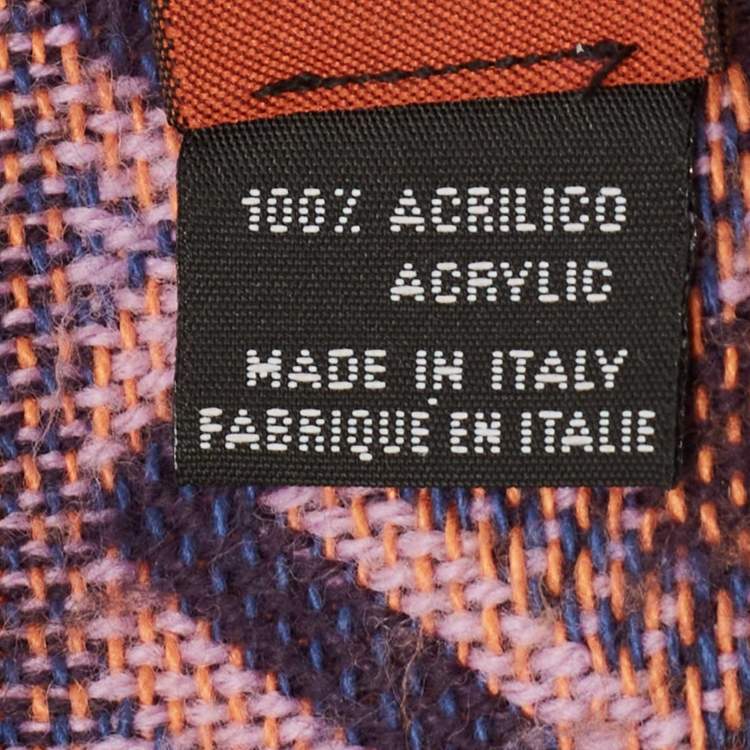 100% ACRILICO
ACRYLIC
MADE IN ITALY
FABRIQUE EN ITALIE